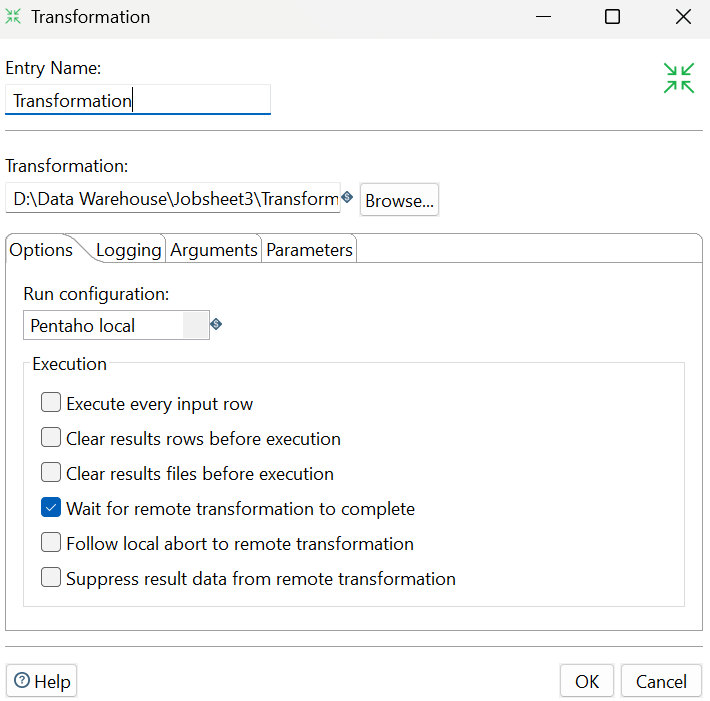 Transformation
Entry Name:
Transformation
Transformation:
D:\Data Warehouse\Jobsheet3\Transform
Browse...
Options Logging Arguments Parameters
Run configuration:
Pentaho local
Execution
Execute every input row
Clear results rows before execution
Clear results files before execution
Wait for remote transformation to complete
Follow local abort to remote transformation
Suppress result data from remote transformation
Help OK Cancel